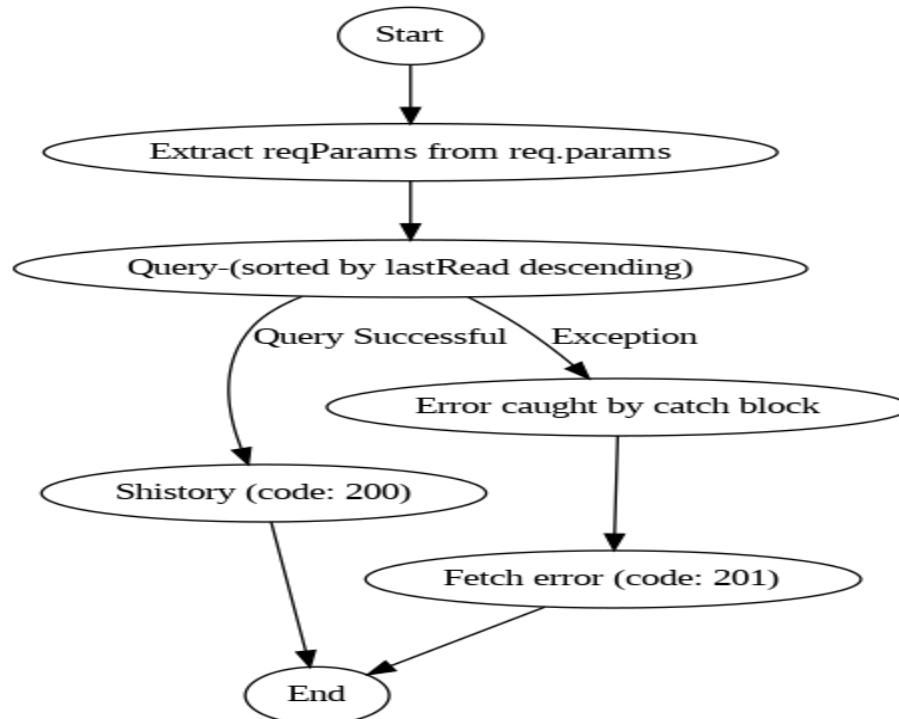 Start
Extract reqParams from req.params
Query-(sorted by lastRead descending)
Query Successful
Exception
Error caught by catch block
Shistory (code: 200)
Fetch error (code: 201)
End